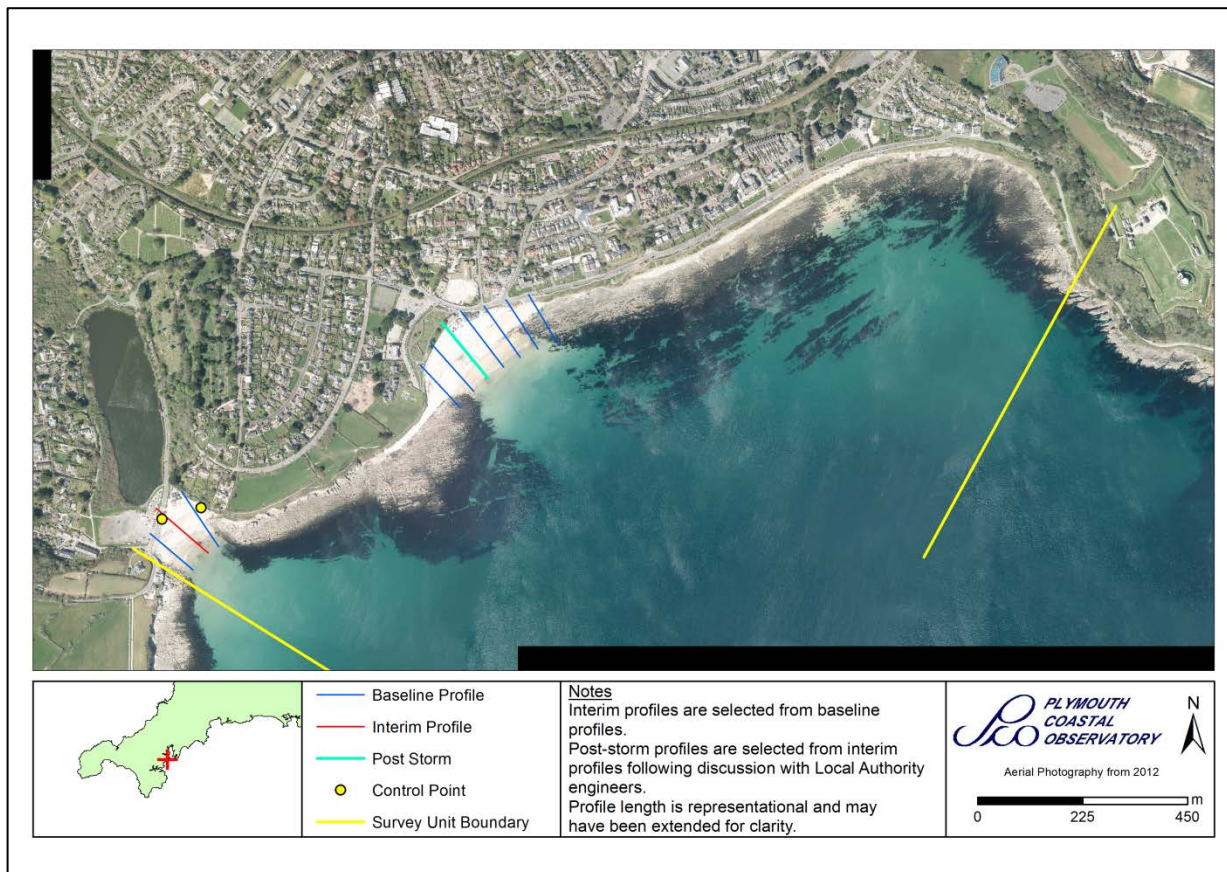 Baseline Profile
Interim Profile
Post Storm
Control Point
Survey Unit Boundary
Notes
Interim profiles are selected from baseline
profiles.
Post-storm profiles are selected from interim
profiles following discussion with Local Authority
engineers.
Profile length is representational and may
have been extended for clarity.
PLYMOUTH
COASTAL
OBSERVATORY
N
Aerial Photography from 2012
m
0 225 450